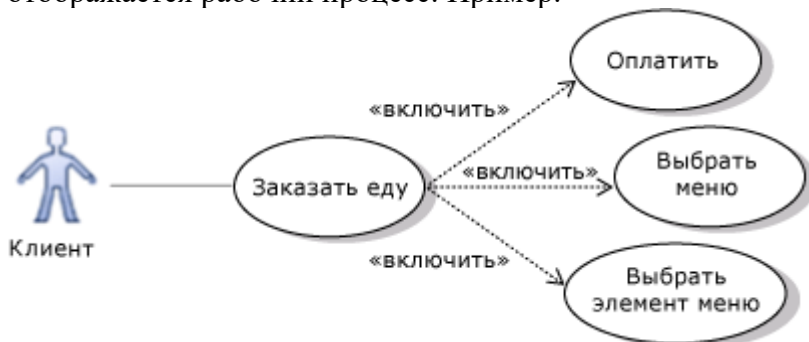 отображается рабочий процесс. Пример:
Оплатить
«включить»
Заказать еду
«включить»
Выбрать
меню
Клиент
«включить»
Выбрать
элемент меню